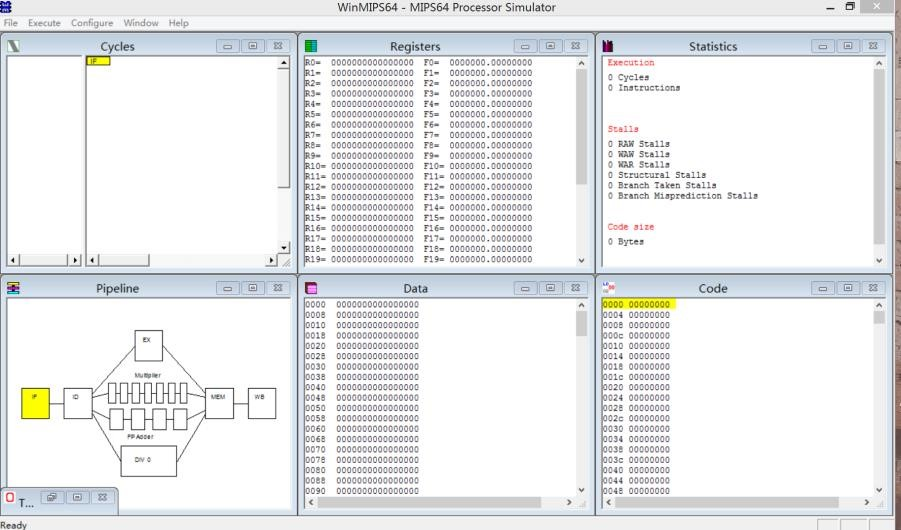 WinMIPS64 - MIPS64 Processor Simulator
File Execute Configure Window Help
Cycles
IF
Registers
R0= 0000000000000000 F0= 0000000.00000000
R1= 0000000000000000 F1= 0000000.00000000
R2= 0000000000000000 F2= 0000000.00000000
R3= 0000000000000000 F3= 0000000.00000000
R4= 0000000000000000 F4= 0000000.00000000
R5= 0000000000000000 F5= 0000000.00000000
R6= 0000000000000000 F6= 0000000.00000000
R7= 0000000000000000 F7= 0000000.00000000
R8= 0000000000000000 F8= 0000000.00000000
R9= 0000000000000000 F9= 0000000.00000000
R10= 0000000000000000 F10= 0000000.00000000
R11= 0000000000000000 F11= 0000000.00000000
R12= 0000000000000000 F12= 0000000.00000000
R13= 0000000000000000 F13= 0000000.00000000
R14= 0000000000000000 F14= 0000000.00000000
R15= 0000000000000000 F15= 0000000.00000000
R16= 0000000000000000 F16= 0000000.00000000
R17= 0000000000000000 F17= 0000000.00000000
R18= 0000000000000000 F18= 0000000.00000000
R19= 0000000000000000 F19= 0000000.00000000
Statistics
Execution
0 Cycles
0 Instructions
Stalls
0 RAW Stalls
0 WAW Stalls
0 WAR Stalls
0 Structural Stalls
0 Branch Taken Stalls
0 Branch Misprediction Stalls
Code size
0 Bytes
Pipeline
EX
Multiplier
IF
ID
MEM
WB
FP Adder
DIV 0
T...
Data
0000 0000000000000000
0008 0000000000000000
0010 0000000000000000
0018 0000000000000000
0020 0000000000000000
0028 0000000000000000
0030 0000000000000000
0038 0000000000000000
0040 0000000000000000
0048 0000000000000000
0050 0000000000000000
0058 0000000000000000
0060 0000000000000000
0068 0000000000000000
0070 0000000000000000
0078 0000000000000000
0080 0000000000000000
0088 0000000000000000
0090 0000000000000000
Code
0000 00000000
0004 00000000
0008 00000000
000c 00000000
0010 00000000
0014 00000000
0018 00000000
001c 00000000
0020 00000000
0024 00000000
0028 00000000
002c 00000000
0030 00000000
0034 00000000
0038 00000000
003c 00000000
0040 00000000
0044 00000000
0048 00000000
Ready